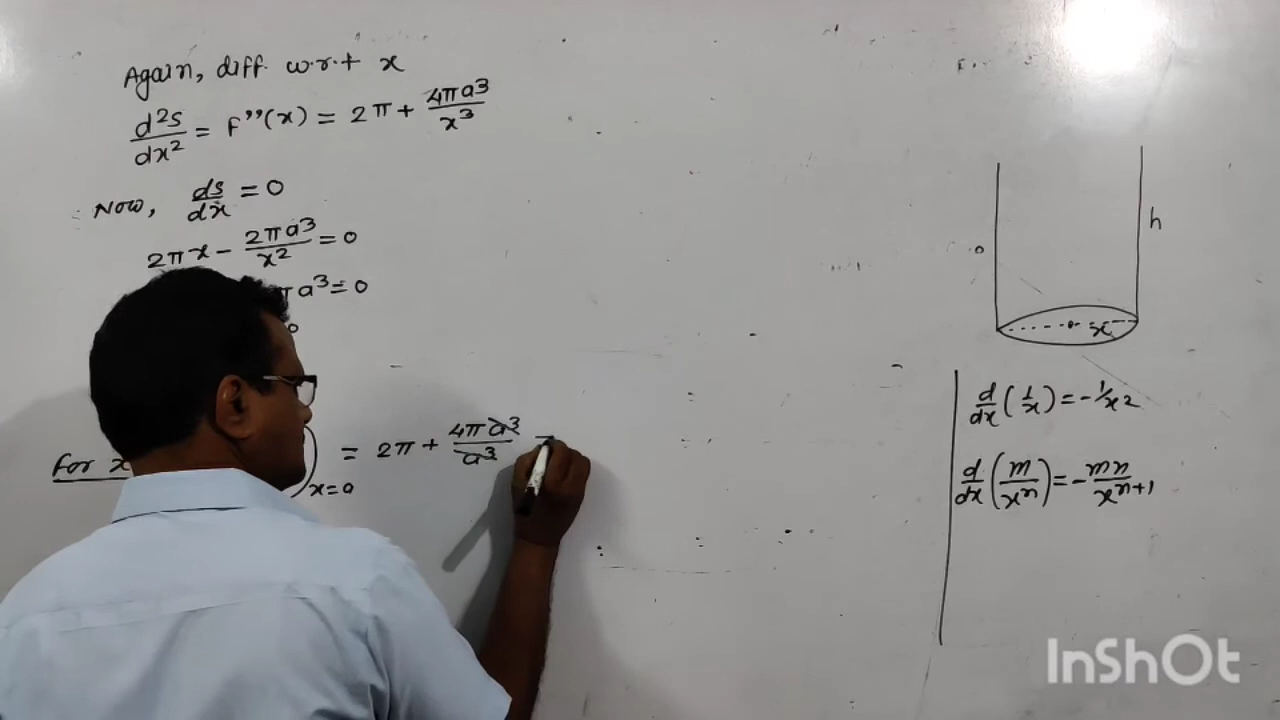 Again, diff. w.r.t x
d²s/dx² = f''(x) = 2π + 4πa³/x³
Now, ds/dx = 0
2πx − 2πa³/x² = 0
a³ = 0
For x
)x=a = 2π + 4πa³/a³ =
h
x
d/dx (1/x) = −1/x²
d/dx (m/xⁿ) = −mn/xⁿ⁺¹
InShOt